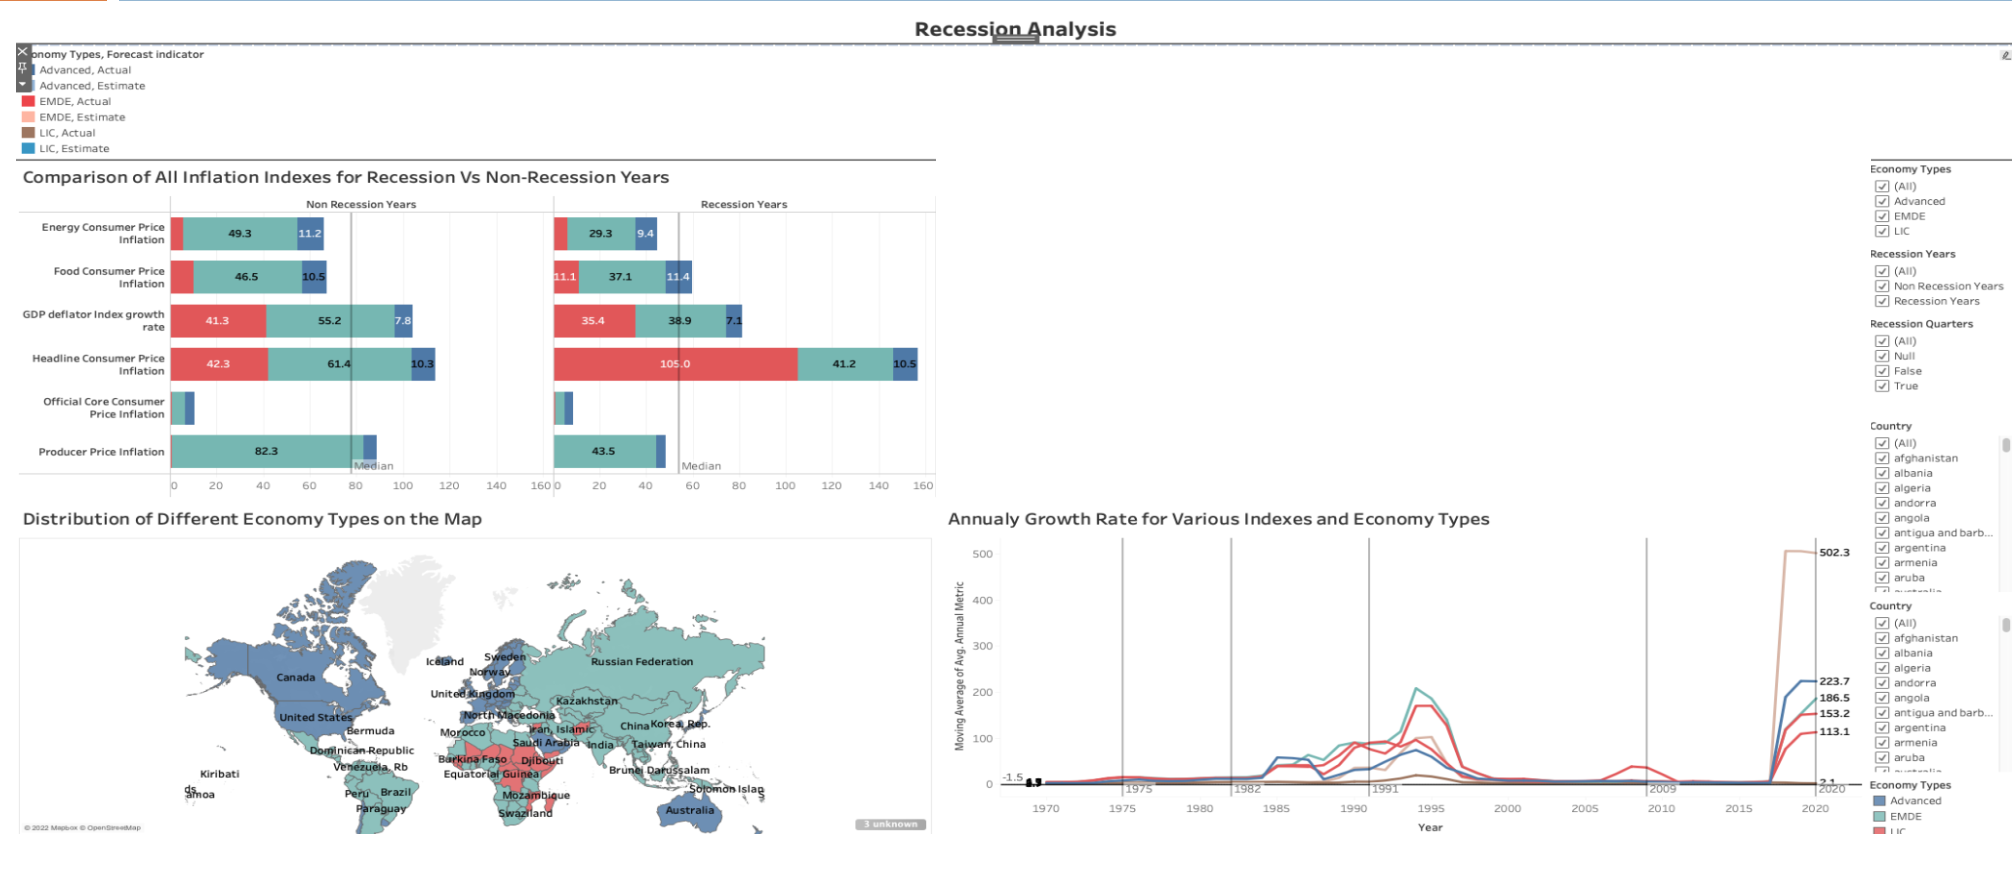 Recession Analysis
onomy Types, Forecast indicator
Advanced, Actual
Advanced, Estimate
EMDE, Actual
EMDE, Estimate
LIC, Actual
LIC, Estimate
Comparison of All Inflation Indexes for Recession Vs Non-Recession Years
Non Recession Years
Recession Years
Energy Consumer Price
Inflation
49.3 11.2 29.3 9.4
Food Consumer Price
Inflation
46.5 10.5 11.1 37.1 11.4
GDP deflator Index growth
rate
41.3 55.2 7.8 35.4 38.9 7.1
Headline Consumer Price
Inflation
42.3 61.4 10.3 105.0 41.2 10.5
Official Core Consumer
Price Inflation
Producer Price Inflation
82.3 43.5
Median Median
0 20 40 60 80 100 120 140 160 0 20 40 60 80 100 120 140 160
Distribution of Different Economy Types on the Map
Iceland
Sweden
Norway
Russian Federation
Canada
United Kingdom
Kazakhstan
United States
North Macedonia
China
Korea, Rep.
Bermuda
Morocco
Iran, Islamic
Saudi Arabia
India
Taiwan, China
Dominican Republic
Burkina Faso
Djibouti
Venezuela, Rb
Equatorial Guinea
Brunei Darussalam
Kiribati
ds
amoa
Peru
Brazil
Mozambique
Solomon Islan
S
Paraguay
Swaziland
Australia
© 2022 Mapbox © OpenStreetMap
3 unknown
Annualy Growth Rate for Various Indexes and Economy Types
Moving Average of Avg. Annual Metric
500
400
300
200
100
0
-1.5
502.3
223.7
186.5
153.2
113.1
2.1
1975 1982 1991 2009 2020
1970 1975 1980 1985 1990 1995 2000 2005 2010 2015 2020
Year
Economy Types
(All)
Advanced
EMDE
LIC
Recession Years
(All)
Non Recession Years
Recession Years
Recession Quarters
(All)
Null
False
True
Country
(All)
afghanistan
albania
algeria
andorra
angola
antigua and barb...
argentina
armenia
aruba
australia
Country
(All)
afghanistan
albania
algeria
andorra
angola
antigua and barb...
argentina
armenia
aruba
australia
Economy Types
Advanced
EMDE
LIC